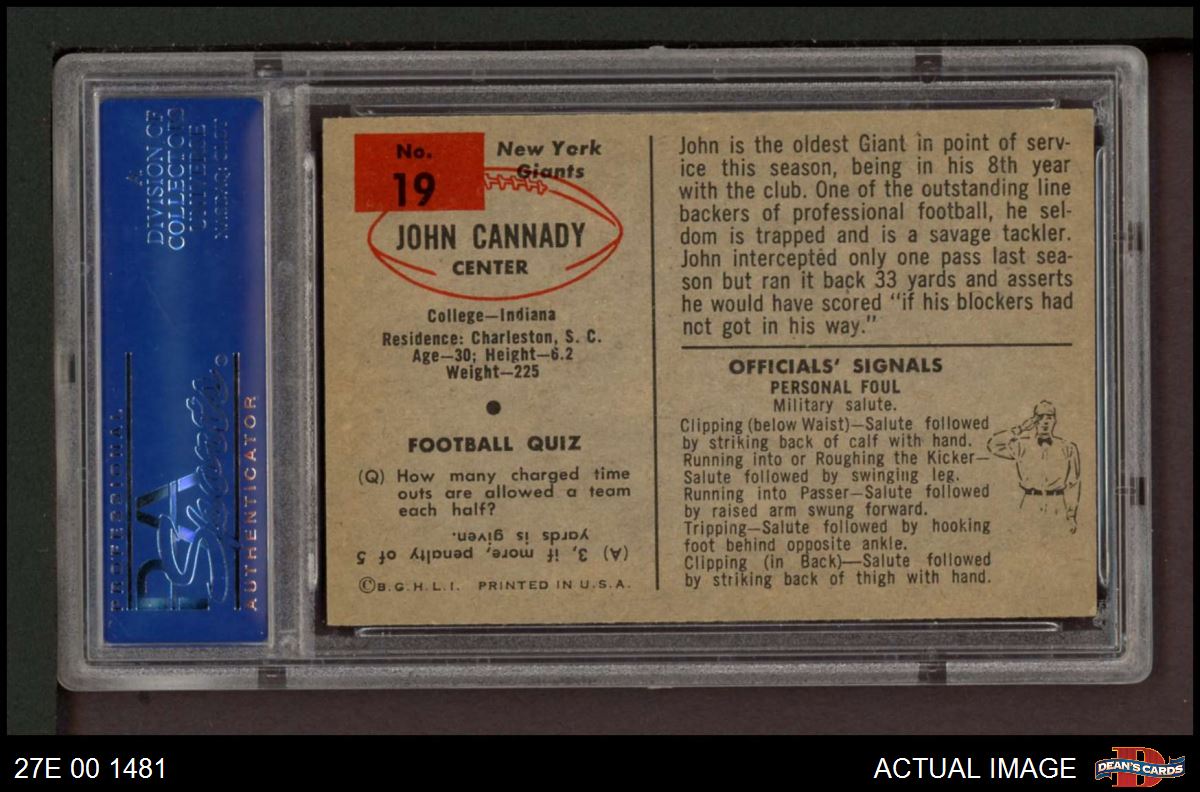 A
DIVISION OF
COLLECTORS
UNIVERSE
NASDAQ: CLCT
PROFESSIONAL
PSA
Sports
AUTHENTICATOR
No.
19
New York
Giants
JOHN CANNADY
CENTER
College—Indiana
Residence: Charleston, S. C.
Age—30; Height—6.2
Weight—225
FOOTBALL QUIZ
(Q) How many charged time
outs are allowed a team
each half?
(A) 3, if more, penalty of 5
yards is given.
©B.G.H.L.I. PRINTED IN U.S.A.
John is the oldest Giant in point of serv-
ice this season, being in his 8th year
with the club. One of the outstanding line
backers of professional football, he sel-
dom is trapped and is a savage tackler.
John intercepted only one pass last sea-
son but ran it back 33 yards and asserts
he would have scored "if his blockers had
not got in his way."
OFFICIALS' SIGNALS
PERSONAL FOUL
Military salute.
Clipping (below Waist)—Salute followed
by striking back of calf with hand.
Running into or Roughing the Kicker—
Salute followed by swinging leg.
Running into Passer—Salute followed
by raised arm swung forward.
Tripping—Salute followed by hooking
foot behind opposite ankle.
Clipping (in Back)—Salute followed
by striking back of thigh with hand.
27E 00 1481
ACTUAL IMAGE
DEAN'S CARDS